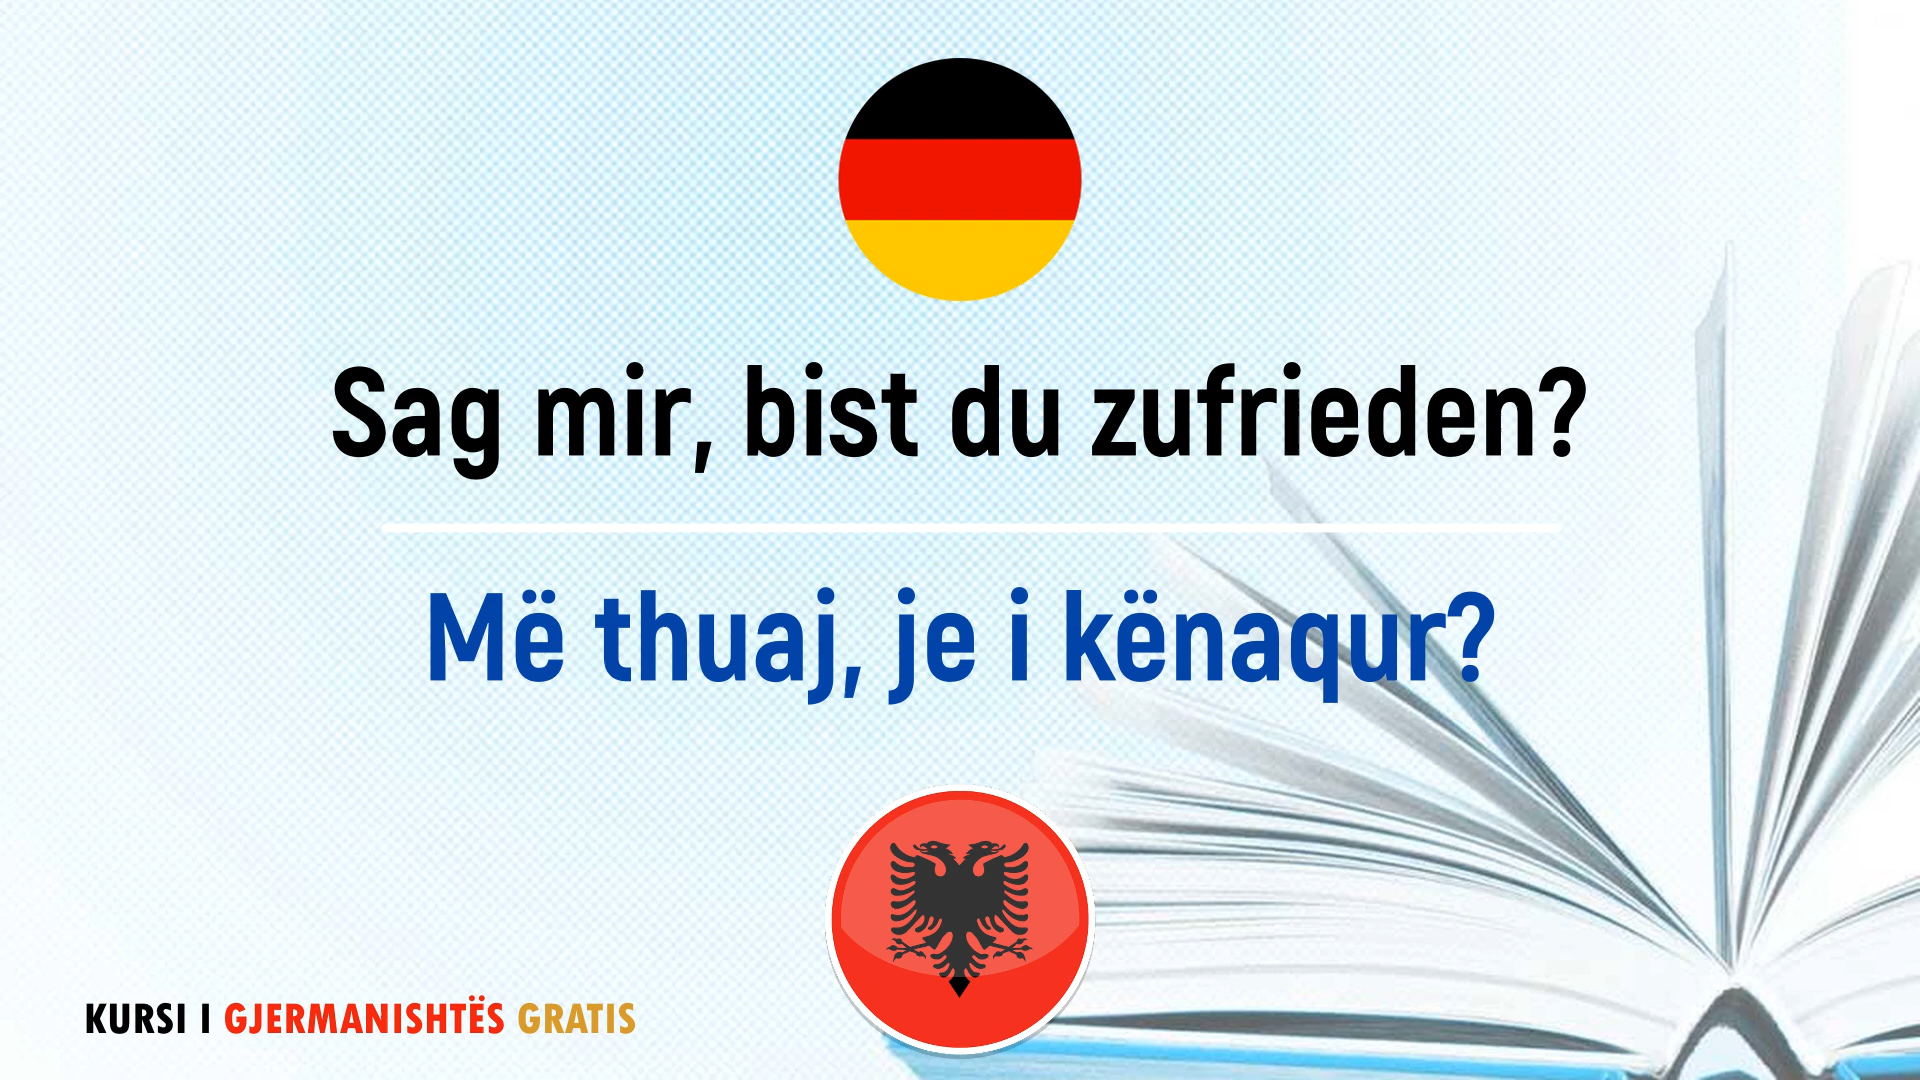 Sag mir, bist du zufrieden?
Më thuaj, je i kënaqur?
KURSI I GJERMANISHTËS GRATIS